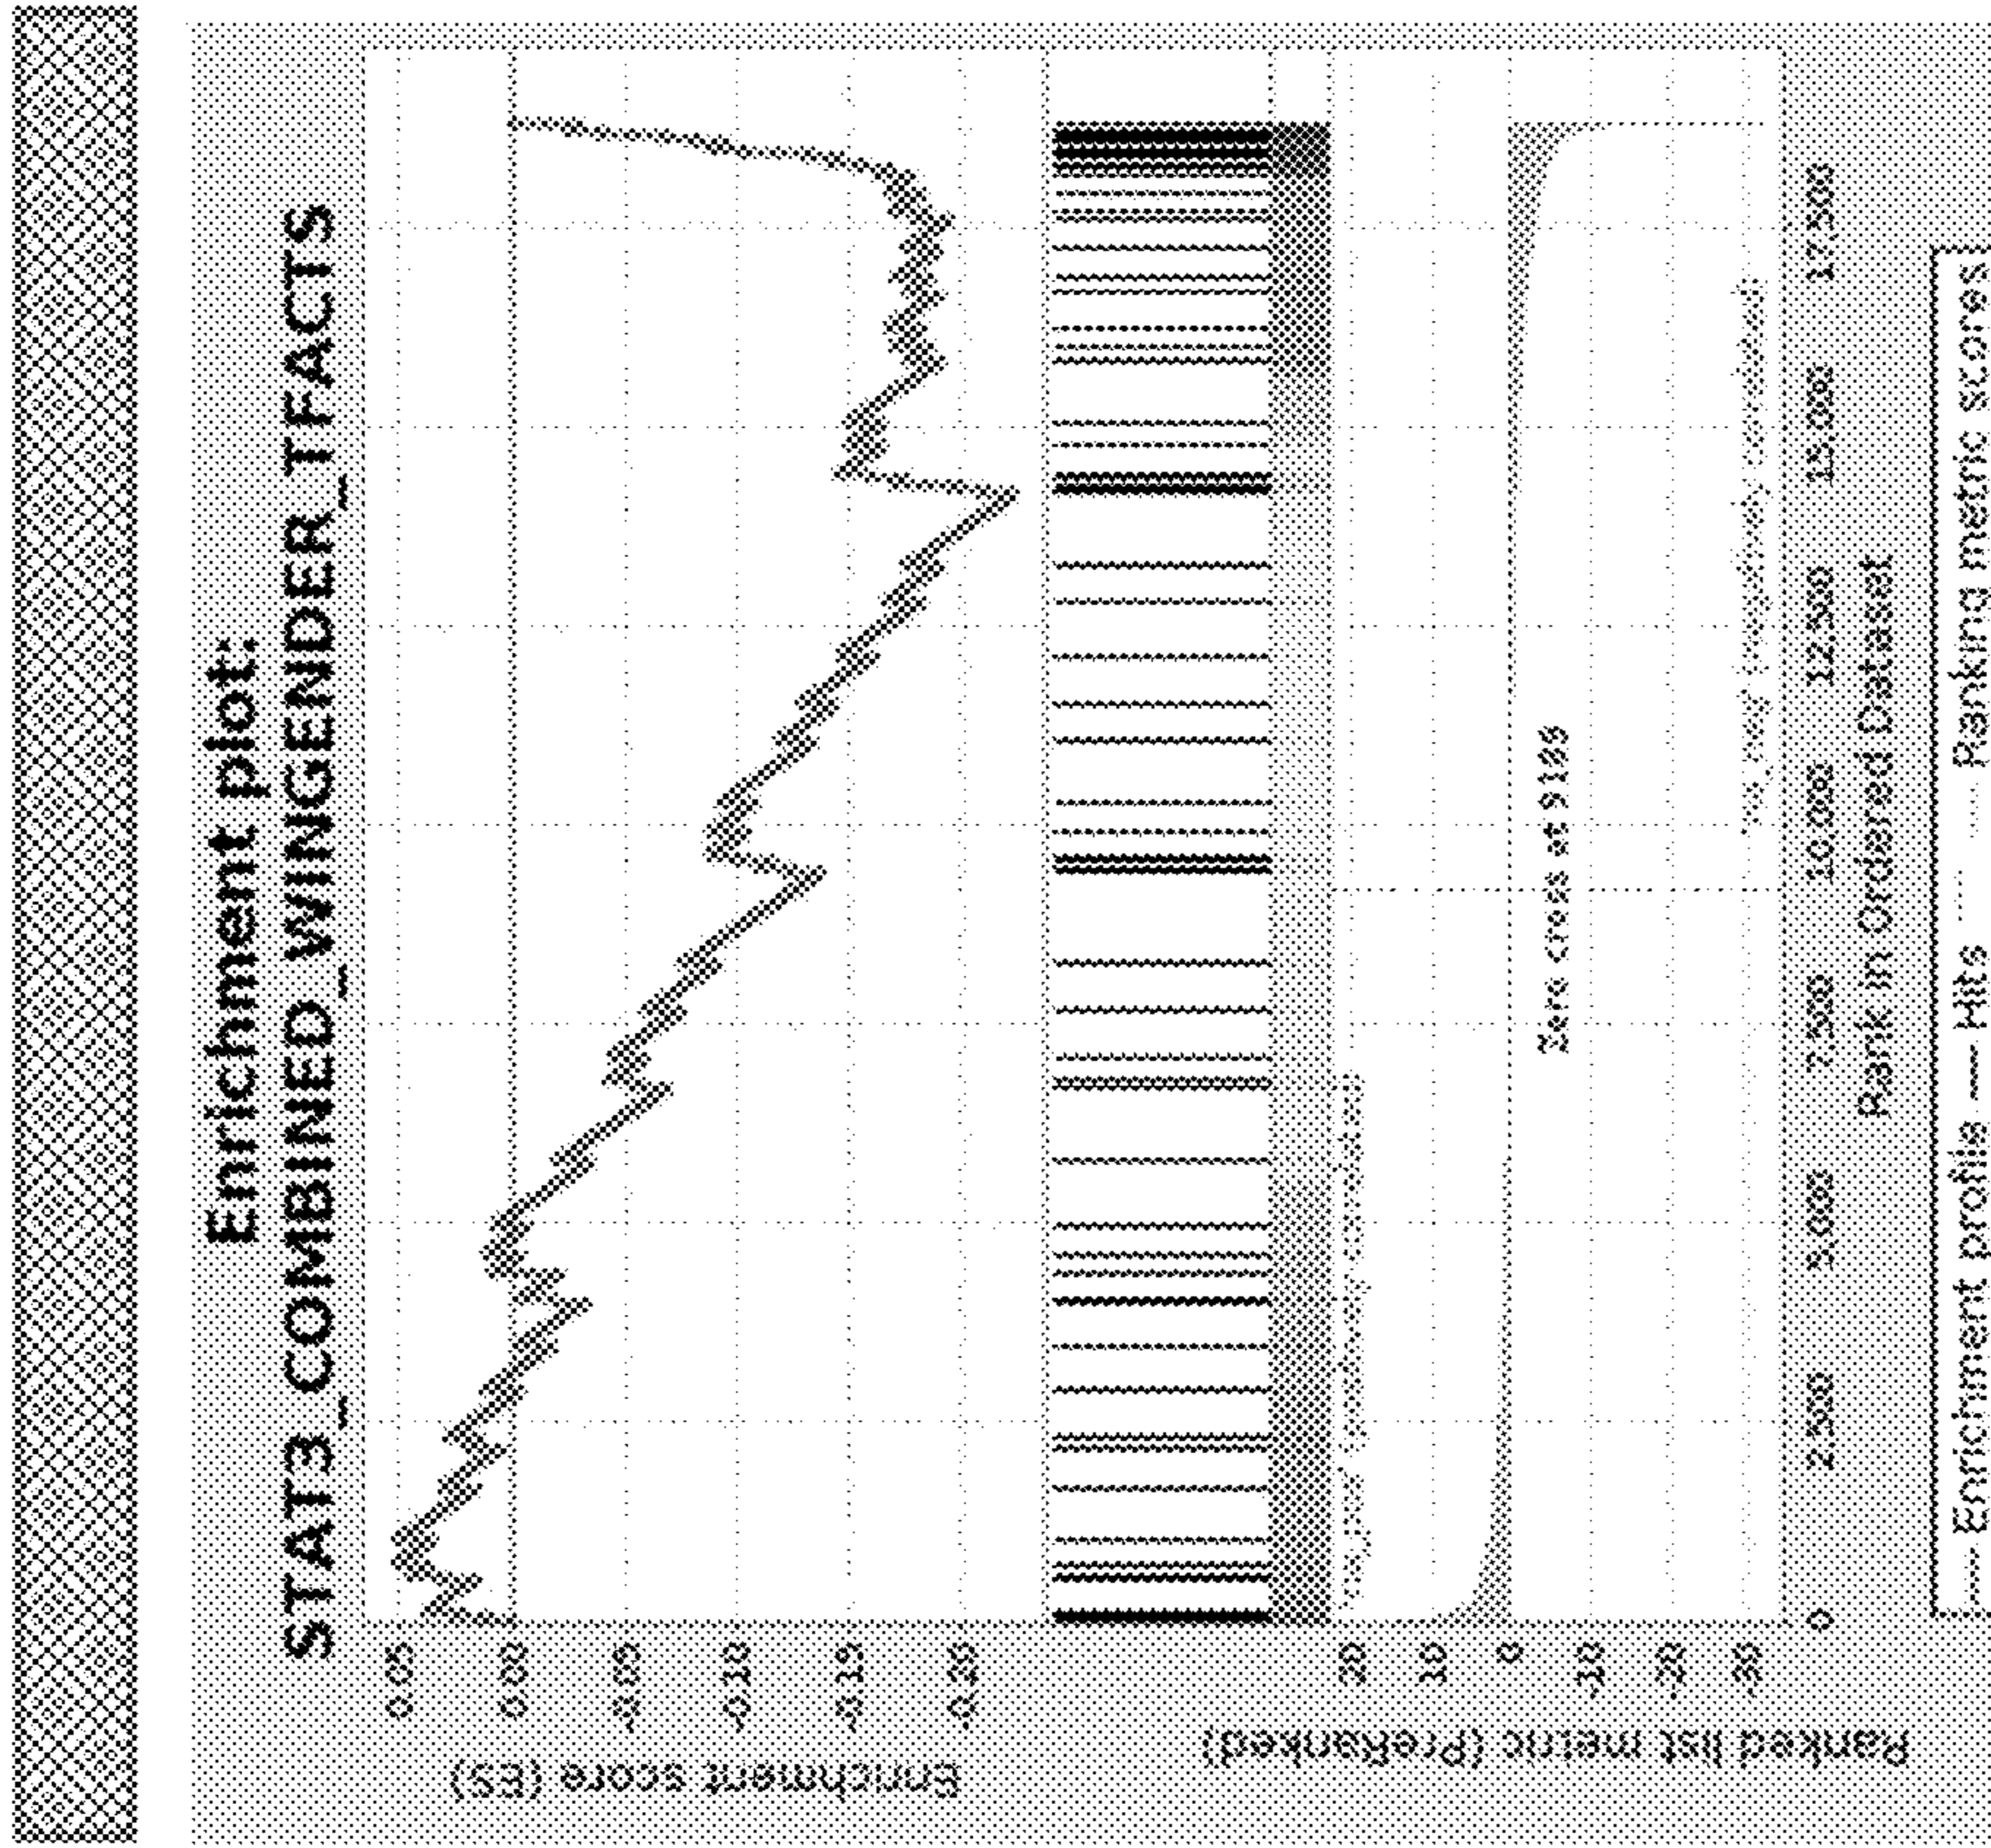 Enrichment plot:
STAT3_COMBINED_WINGENDER_TFACTS
Enrichment score (ES)
0.05
0.00
-0.05
-0.10
-0.15
-0.20
Ranked list metric (PreRanked)
20
10
0
-10
-20
-30
Zero cross at 9188
0 2,500 5,000 7,500 10,000 12,500 15,000 17,500
Rank in Ordered Dataset
Enrichment profile Hits Ranking metric scores